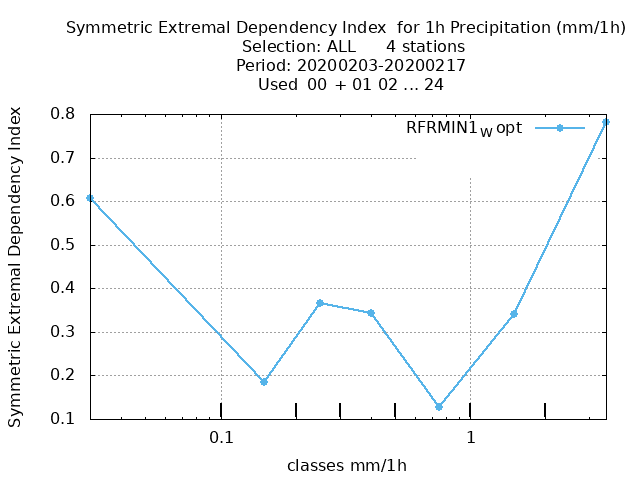 Symmetric Extremal Dependency Index  for 1h Precipitation (mm/1h)
Selection: ALL      4 stations
Period: 20200203-20200217
Used  00  + 01 02 ... 24
RFRMIN1_W opt
Symmetric Extremal Dependency Index
0.8
0.7
0.6
0.5
0.4
0.3
0.2
0.1
0.1
1
classes mm/1h